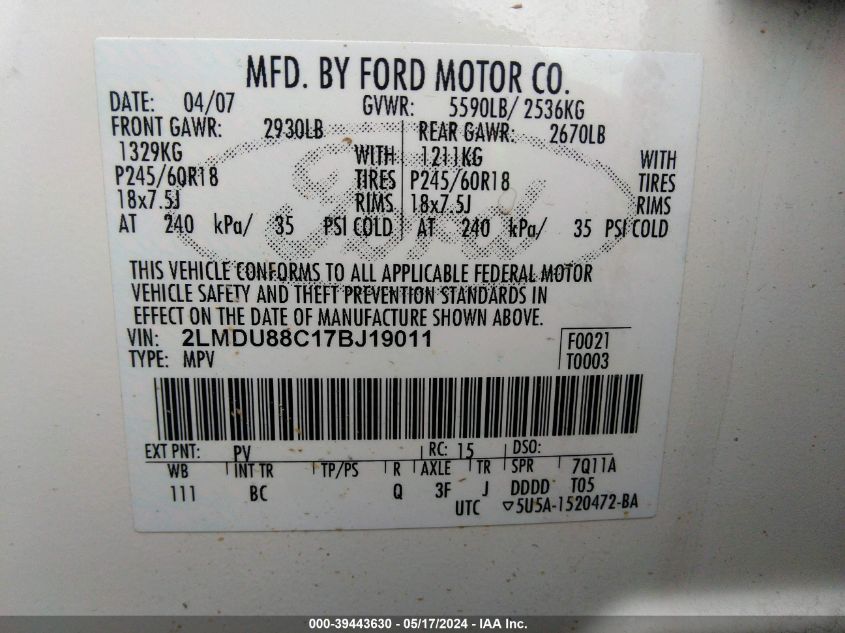 MFD. BY FORD MOTOR CO.
DATE: 04/07 GVWR: 5590LB/ 2536KG
FRONT GAWR: 2930LB REAR GAWR: 2670LB
1329KG WITH 1211KG WITH
P245/60R18 TIRES P245/60R18 TIRES
18x7.5J RIMS 18x7.5J RIMS
AT 240 kPa/ 35 PSI COLD AT 240 kPa/ 35 PSI COLD
Ford
THIS VEHICLE CONFORMS TO ALL APPLICABLE FEDERAL MOTOR
VEHICLE SAFETY AND THEFT PREVENTION STANDARDS IN
EFFECT ON THE DATE OF MANUFACTURE SHOWN ABOVE.
VIN: 2LMDU88C17BJ19011 F0021
TYPE: MPV T0003
EXT PNT: PV RC: 15 DSO:
WB INT TR TP/PS R AXLE TR SPR 7Q11A
111 BC Q 3F J DDDD T05
UTC ▽5U5A-1520472-BA
000-39443630 - 05/17/2024 - IAA Inc.